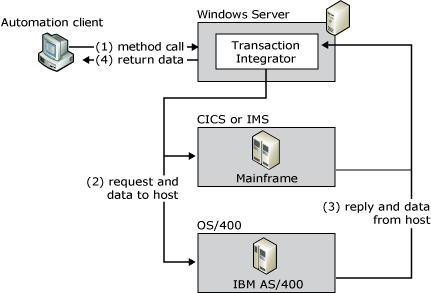 Windows Server
Automation client
(1) method call
(4) return data
Transaction
Integrator
CICS or IMS
Mainframe
(2) request and
data to host
(3) reply and data
from host
OS/400
IBM AS/400